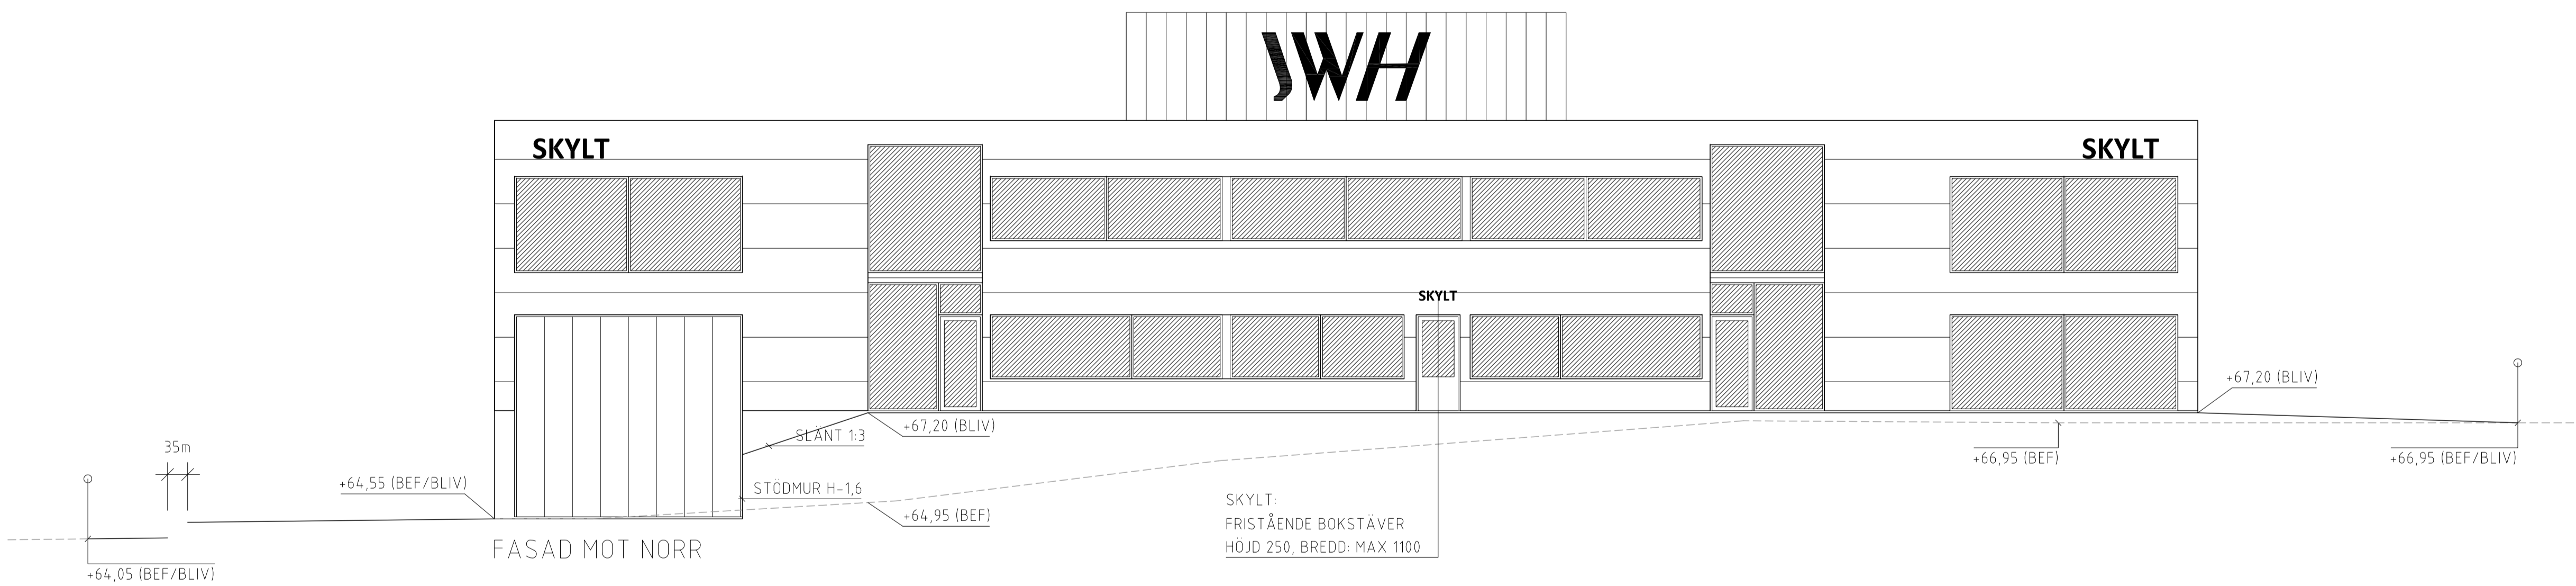 JWH
SKYLT
SKYLT
SKYLT
+67,20 (BLIV)
+67,20 (BLIV)
SLÄNT 1:3
35m
+66,95 (BEF)
+66,95 (BEF/BLIV)
+64,55 (BEF/BLIV)
STÖDMUR H-1,6
+64,95 (BEF)
SKYLT:
FRISTÅENDE BOKSTÄVER
HÖJD 250, BREDD: MAX 1100
FASAD MOT NORR
+64,05 (BEF/BLIV)